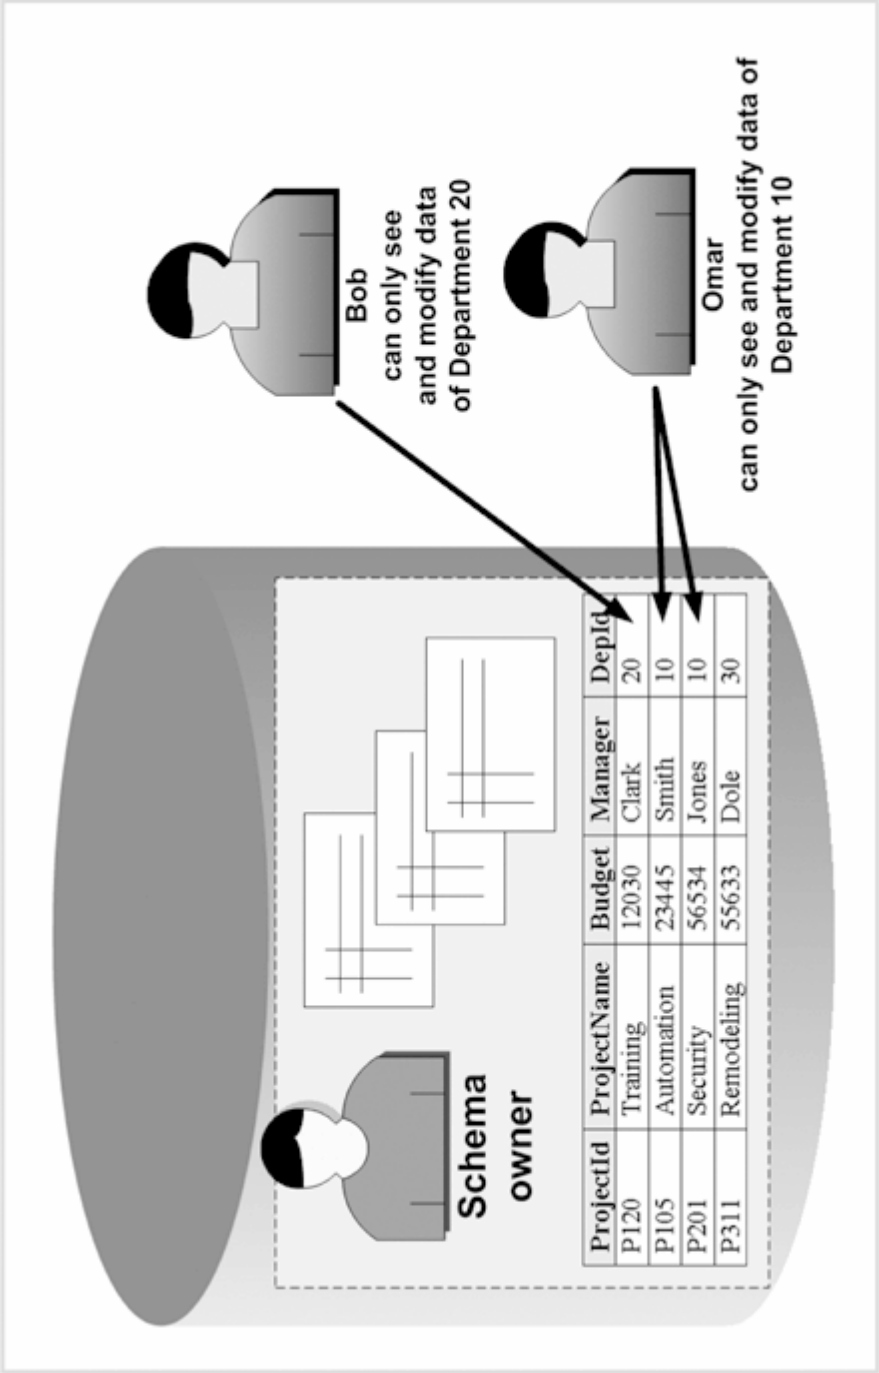 Schema
owner
ProjectId ProjectName Budget Manager DepId
P120 Training 12030 Clark 20
P105 Automation 23445 Smith 10
P201 Security 56534 Jones 10
P311 Remodeling 55633 Dole 30
Bob
can only see
and modify data
of Department 20
Omar
can only see and modify data of
Department 10